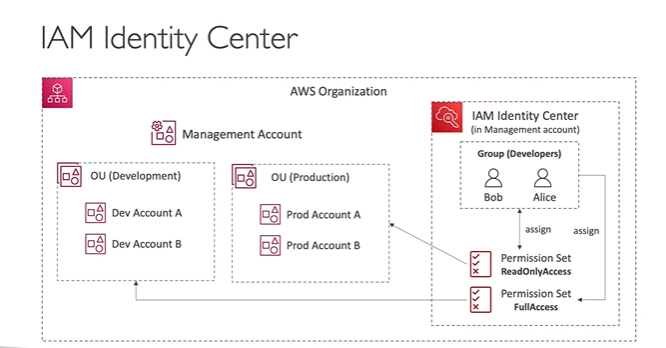 IAM Identity Center
AWS Organization
Management Account
OU (Development)
Dev Account A
Dev Account B
OU (Production)
Prod Account A
Prod Account B
IAM Identity Center
(in Management account)
Group (Developers)
Bob
Alice
assign
assign
Permission Set
ReadOnlyAccess
Permission Set
FullAccess